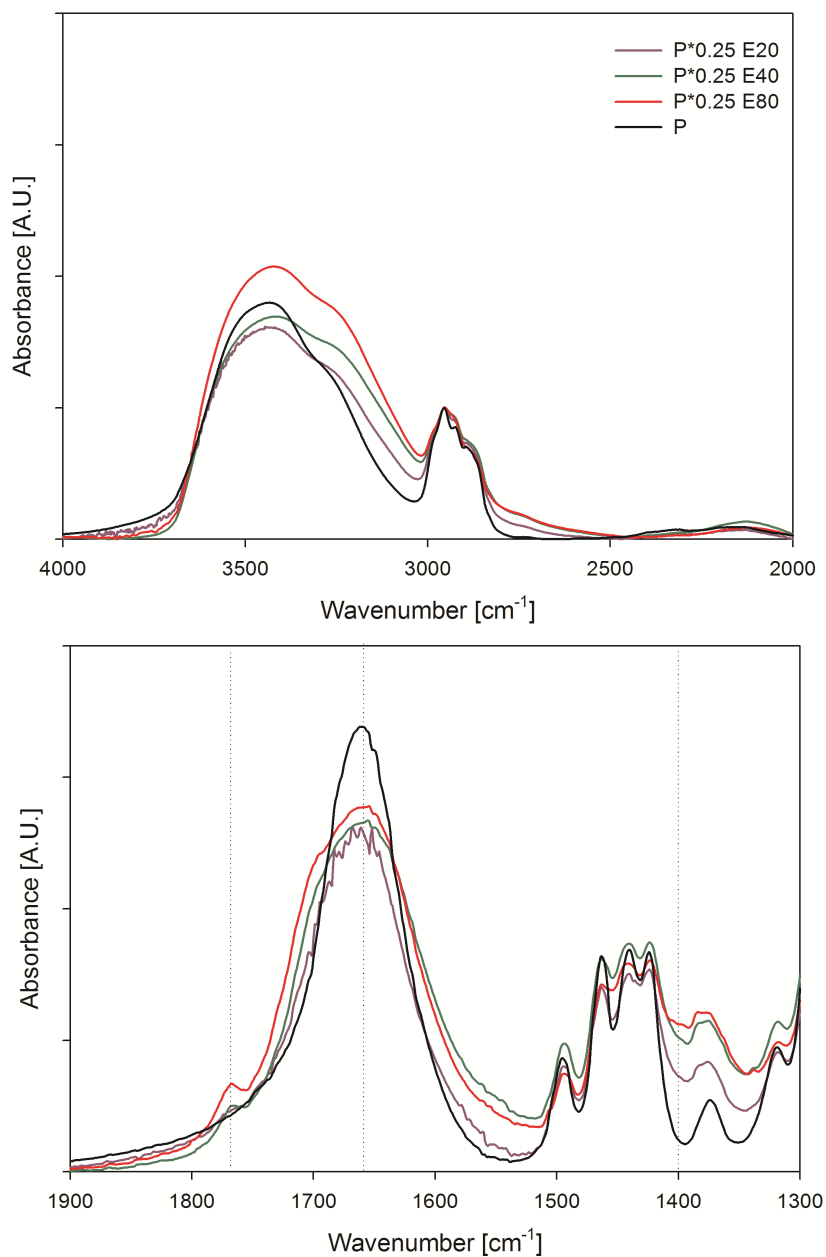 P*0.25 E20
P*0.25 E40
P*0.25 E80
P
Absorbance [A.U.]
4000 3500 3000 2500 2000
Wavenumber [cm⁻¹]
Absorbance [A.U.]
1900 1800 1700 1600 1500 1400 1300
Wavenumber [cm⁻¹]